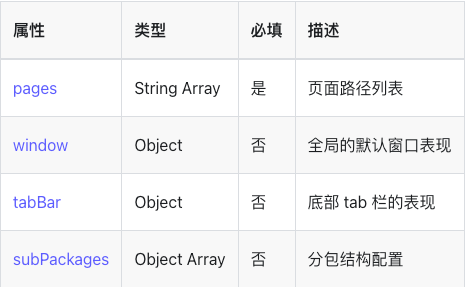 属性 类型 必填 描述
pages String Array 是 页面路径列表
window Object 否 全局的默认窗口表现
tabBar Object 否 底部 tab 栏的表现
subPackages Object Array 否 分包结构配置